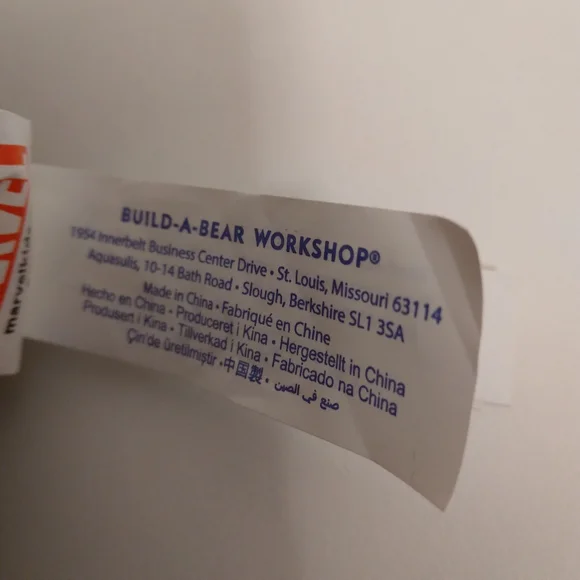 BUILD-A-BEAR WORKSHOP®
1954 Innerbelt Business Center Drive • St. Louis, Missouri 63114
Aquasulis, 10-14 Bath Road • Slough, Berkshire SL1 3SA
Made in China • Fabriqué en Chine
Hecho en China • Produceret i Kina • Hergestellt in China
Produsert i Kina • Tillverkad i Kina • Fabricado na China
Çin'de üretilmiştir • 中国製 • صنع في الصين